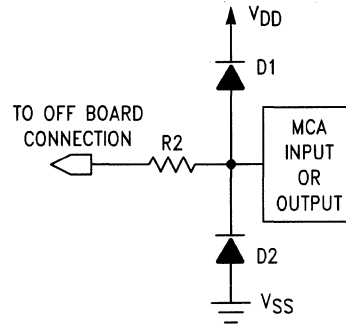 VDD
D1
TO OFF BOARD
CONNECTION
R2
MCA
INPUT
OR
OUTPUT
D2
VSS